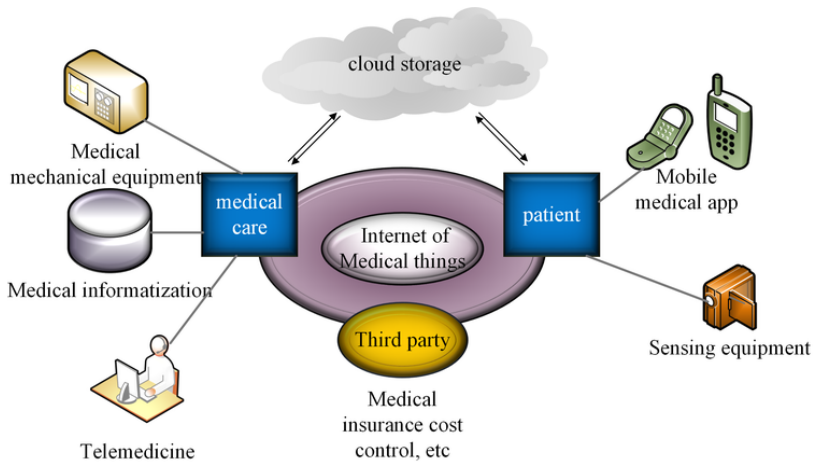 cloud storage
Medical
mechanical equipment
medical
care
patient
Mobile
medical app
Internet of
Medical things
Medical informatization
Third party
Sensing equipment
Medical
insurance cost
control, etc
Telemedicine